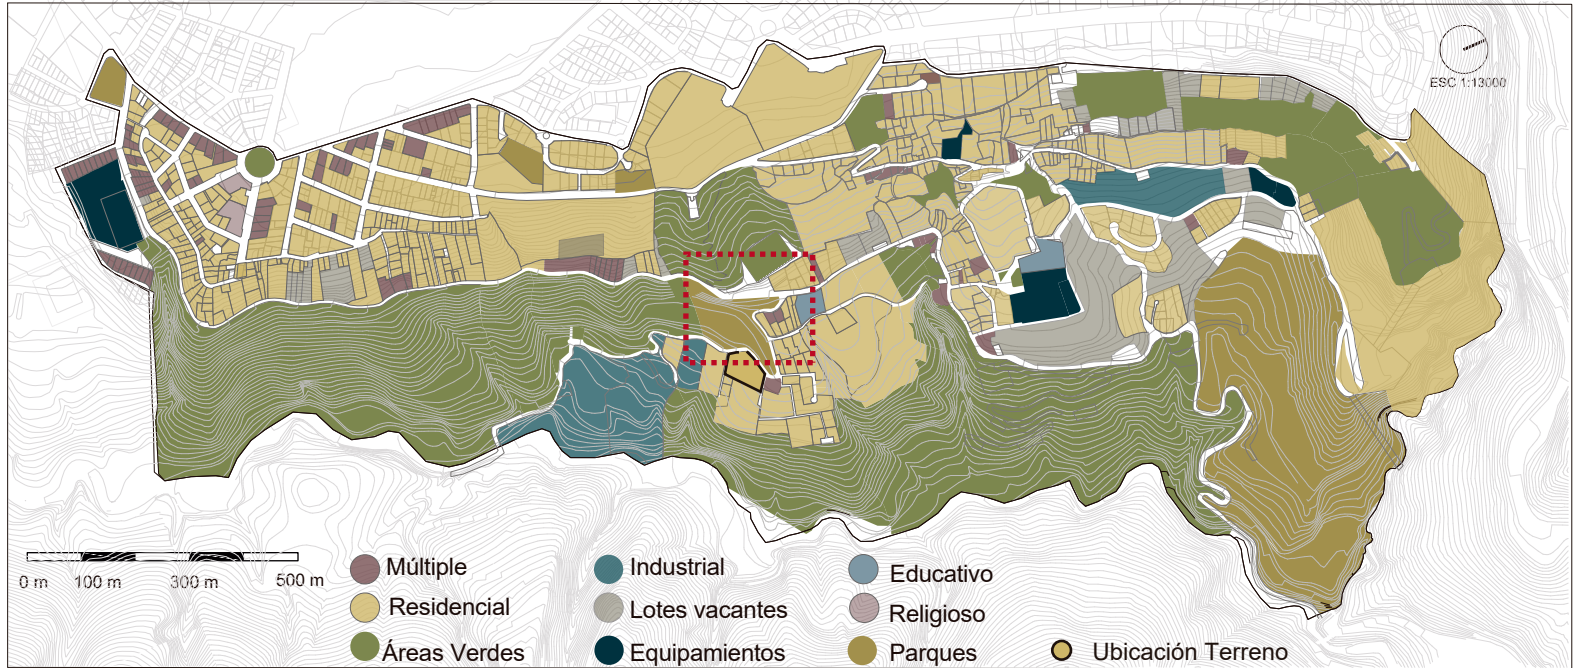 ESC 1:13000
0 m 100 m 300 m 500 m
Múltiple Industrial Educativo
Residencial Lotes vacantes Religioso
Áreas Verdes Equipamientos Parques Ubicación Terreno